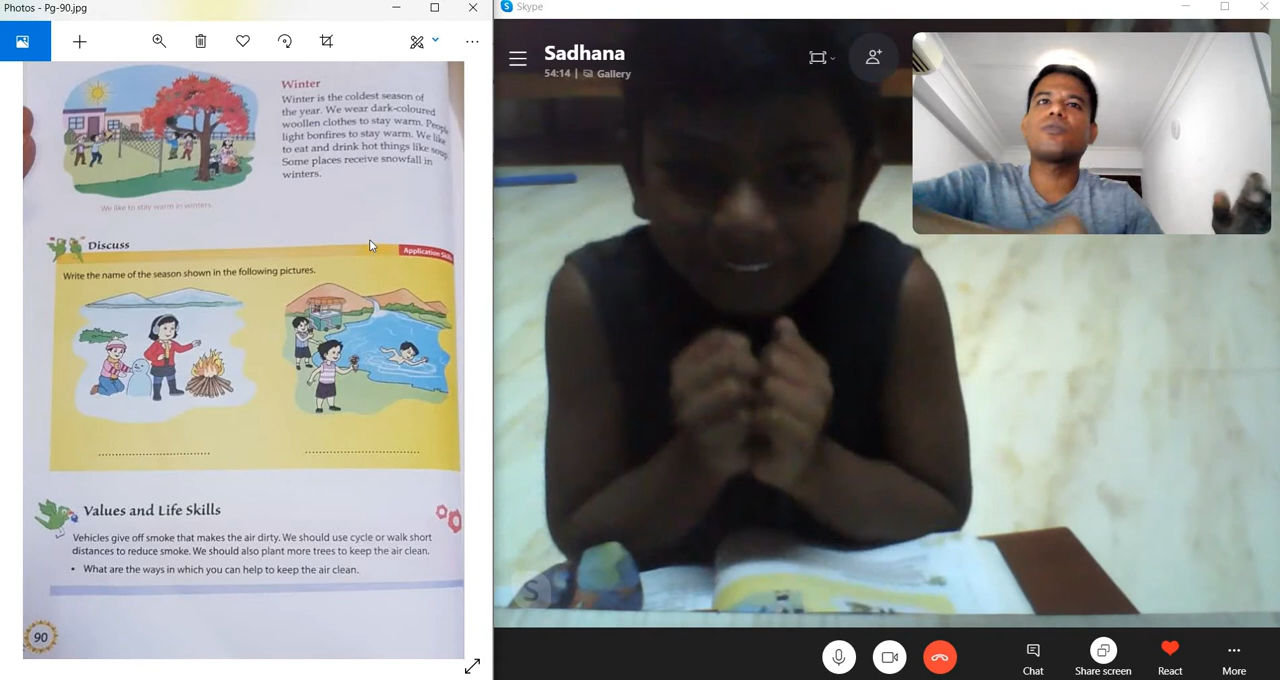 Photos - Pg-90.jpg
Winter
Winter is the coldest season of
the year. We wear dark-coloured
woollen clothes to stay warm. People
light bonfires to stay warm. We like
to eat and drink hot things like soup.
Some places receive snowfall in
winters.
We like to stay warm in winters.
Discuss
Application Skills
Write the name of the season shown in the following pictures.
Values and Life Skills
Vehicles give off smoke that makes the air dirty. We should use cycle or walk short
distances to reduce smoke. We should also plant more trees to keep the air clean.
• What are the ways in which you can help to keep the air clean.
90
Skype
Sadhana
54:14 | Gallery
Chat
Share screen
React
More